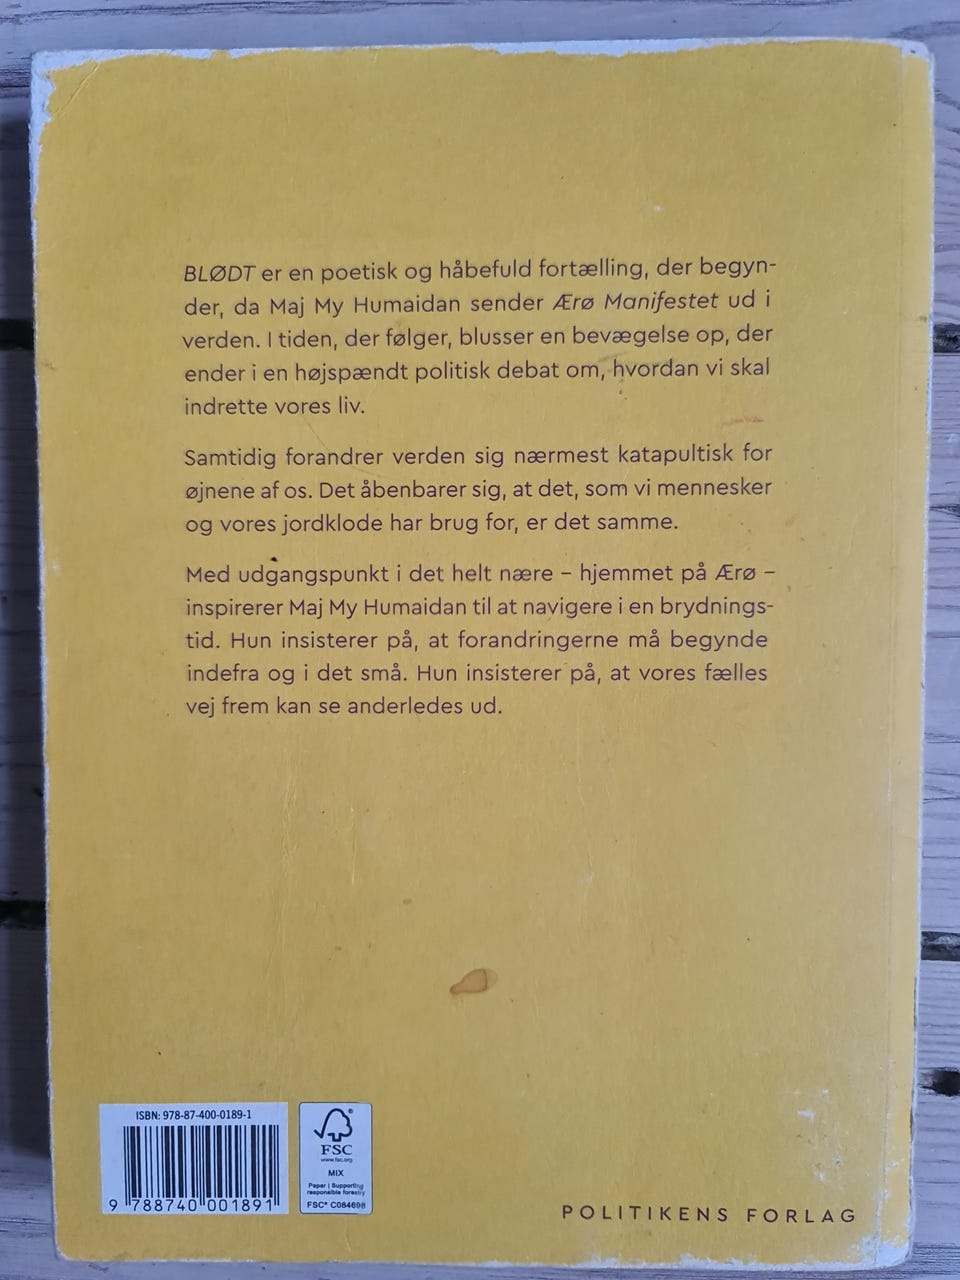 BLØDT er en poetisk og håbefuld fortælling, der begyn-
der, da Maj My Humaidan sender Ærø Manifestet ud i
verden. I tiden, der følger, blusser en bevægelse op, der
ender i en højspændt politisk debat om, hvordan vi skal
indrette vores liv.
Samtidig forandrer verden sig nærmest katapultisk for
øjnene af os. Det åbenbarer sig, at det, som vi mennesker
og vores jordklode har brug for, er det samme.
Med udgangspunkt i det helt nære – hjemmet på Ærø –
inspirerer Maj My Humaidan til at navigere i en brydnings-
tid. Hun insisterer på, at forandringerne må begynde
indefra og i det små. Hun insisterer på, at vores fælles
vej frem kan se anderledes ud.
ISBN: 978-87-400-0189-1
9 788740 001891
FSC®
www.fsc.org
MIX
Paper | Supporting
responsible forestry
FSC® C084698
POLITIKENS FORLAG